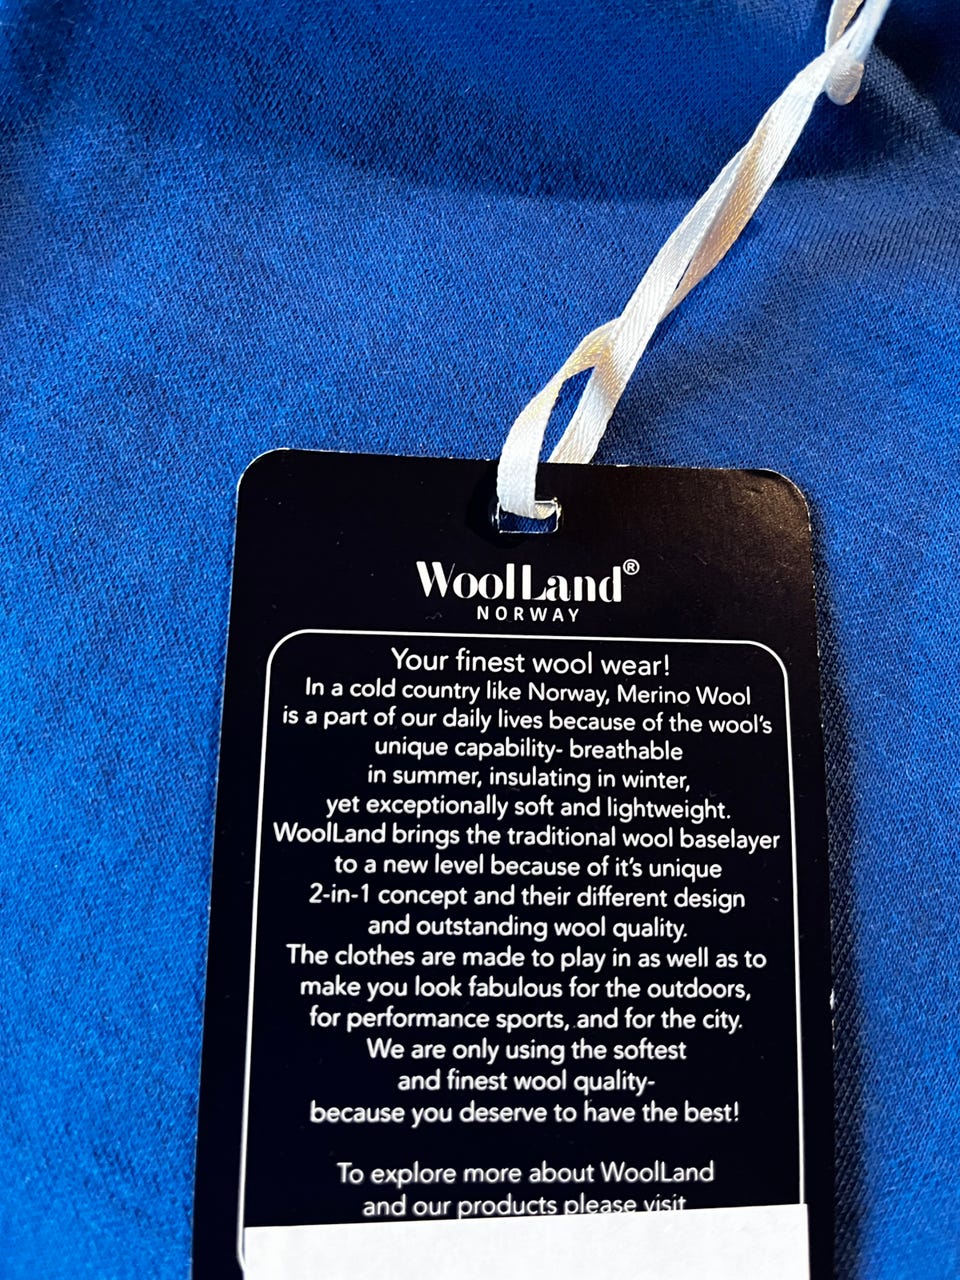 WoolLand®
NORWAY
Your finest wool wear!
In a cold country like Norway, Merino Wool
is a part of our daily lives because of the wool's
unique capability- breathable
in summer, insulating in winter,
yet exceptionally soft and lightweight.
WoolLand brings the traditional wool baselayer
to a new level because of it's unique
2-in-1 concept and their different design
and outstanding wool quality.
The clothes are made to play in as well as to
make you look fabulous for the outdoors,
for performance sports, and for the city.
We are only using the softest
and finest wool quality-
because you deserve to have the best!
To explore more about WoolLand
and our products please visit